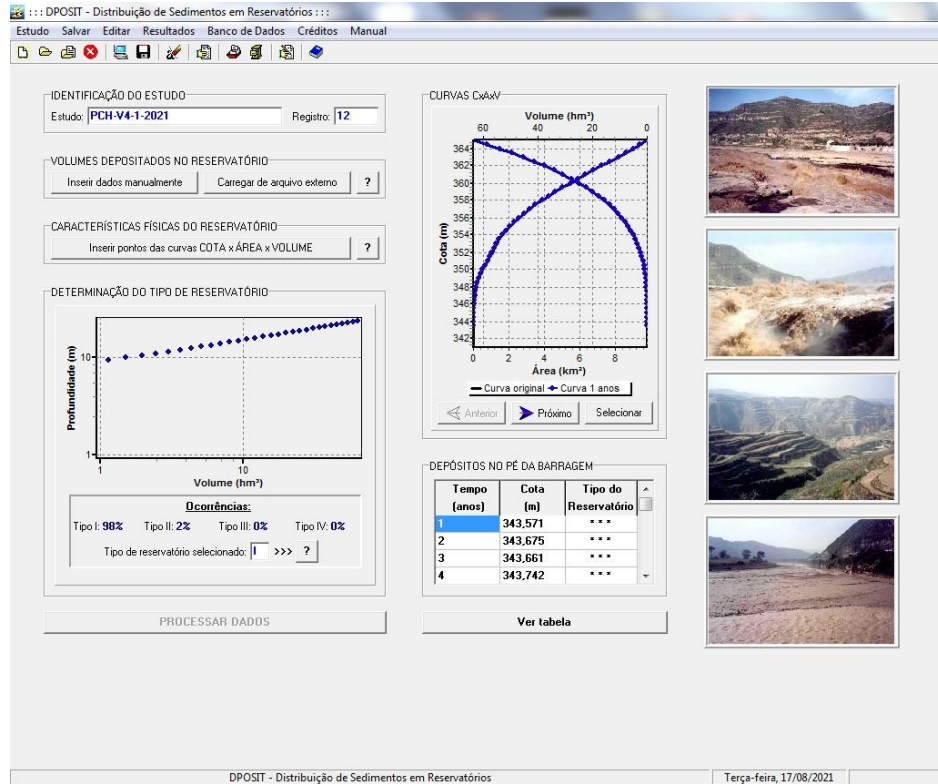 ::: DPOSIT - Distribuição de Sedimentos em Reservatórios :::
Estudo Salvar Editar Resultados Banco de Dados Créditos Manual
IDENTIFICAÇÃO DO ESTUDO
Estudo: PCH-V4-1-2021 Registro: 12
VOLUMES DEPOSITADOS NO RESERVATÓRIO
Inserir dados manualmente Carregar de arquivo externo ?
CARACTERÍSTICAS FÍSICAS DO RESERVATÓRIO
Inserir pontos das curvas COTA x ÁREA x VOLUME ?
DETERMINAÇÃO DO TIPO DE RESERVATÓRIO
Profundidade (m)
10
1
1 10
Volume (hm³)
Ocorrências:
Tipo I: 98% Tipo II: 2% Tipo III: 0% Tipo IV: 0%
Tipo de reservatório selecionado: I >>> ?
PROCESSAR DADOS
CURVAS CxAxV
Volume (hm³)
60 40 20 0
Cota (m)
364
362
360
358
356
354
352
350
348
346
344
342
0 2 4 6 8
Área (km²)
Curva original Curva 1 anos
Anterior Próximo Selecionar
DEPÓSITOS NO PÉ DA BARRAGEM
Tempo Cota Tipo do
(anos) (m) Reservatório
1 343,571 * * *
2 343,675 * * *
3 343,661 * * *
4 343,742 * * *
Ver tabela
DPOSIT - Distribuição de Sedimentos em Reservatórios Terça-feira, 17/08/2021